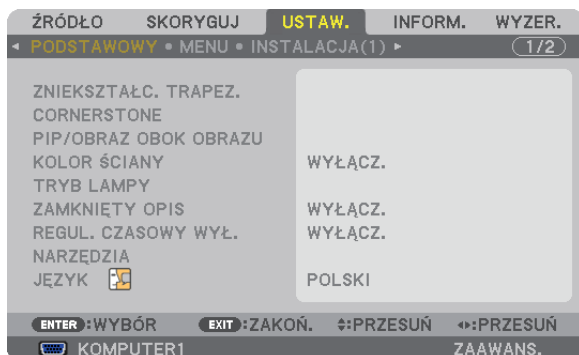 ŹRÓDŁO SKORYGUJ USTAW. INFORM. WYZER.
PODSTAWOWY • MENU • INSTALACJA(1) 1/2
ZNIEKSZTAŁC. TRAPEZ.
CORNERSTONE
PIP/OBRAZ OBOK OBRAZU
KOLOR ŚCIANY WYŁĄCZ.
TRYB LAMPY
ZAMKNIĘTY OPIS WYŁĄCZ.
REGUL. CZASOWY WYŁ. WYŁĄCZ.
NARZĘDZIA
JĘZYK POLSKI
ENTER :WYBÓR EXIT :ZAKOŃ. :PRZESUŃ :PRZESUŃ
KOMPUTER1 ZAAWANS.